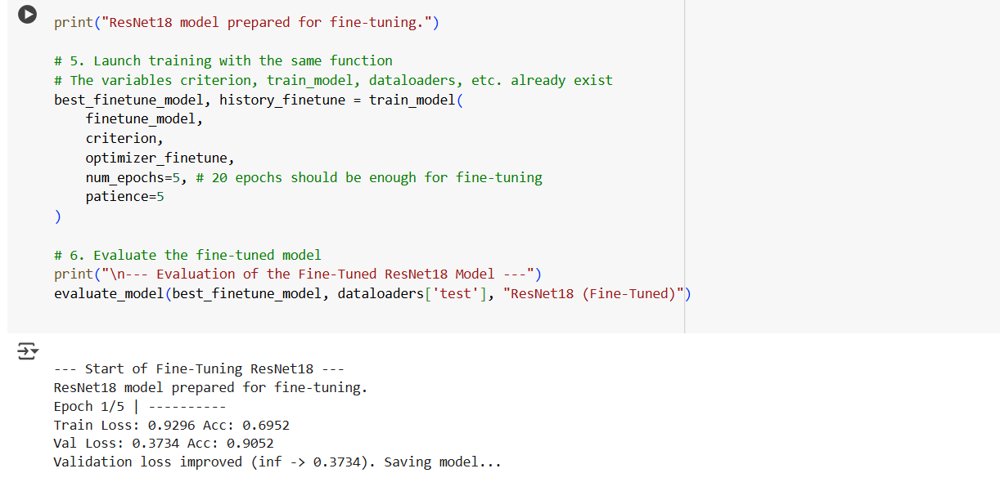 print("ResNet18 model prepared for fine-tuning.")
# 5. Launch training with the same function
# The variables criterion, train_model, dataloaders, etc. already exist
best_finetune_model, history_finetune = train_model(
    finetune_model,
    criterion,
    optimizer_finetune,
    num_epochs=5, # 20 epochs should be enough for fine-tuning
    patience=5
)
# 6. Evaluate the fine-tuned model
print("\n--- Evaluation of the Fine-Tuned ResNet18 Model ---")
evaluate_model(best_finetune_model, dataloaders['test'], "ResNet18 (Fine-Tuned)")
--- Start of Fine-Tuning ResNet18 ---
ResNet18 model prepared for fine-tuning.
Epoch 1/5 | ----------
Train Loss: 0.9296 Acc: 0.6952
Val Loss: 0.3734 Acc: 0.9052
Validation loss improved (inf -> 0.3734). Saving model...